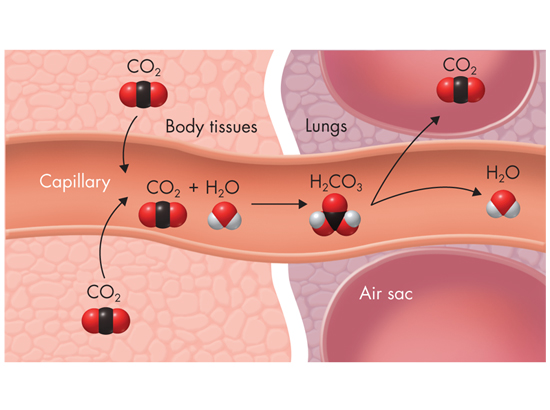 CO₂
Body tissues
Capillary
CO₂ + H₂O
CO₂
Lungs
H₂CO₃
CO₂
H₂O
Air sac